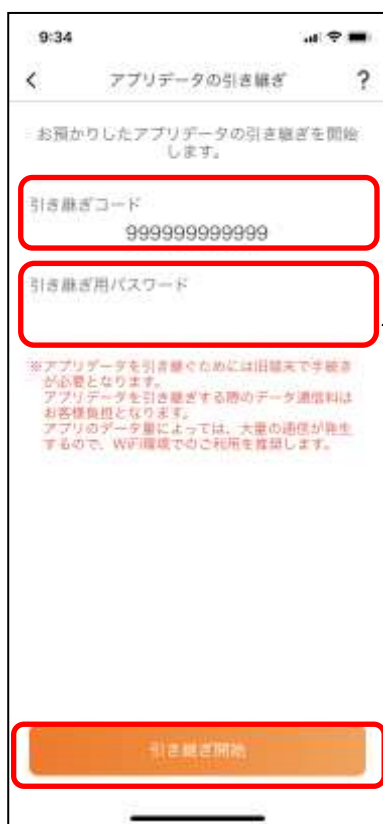 9:34
アプリデータの引き継ぎ ?
お預かりしたアプリデータの引き継ぎを開始
します。
引き継ぎコード
999999999999
引き継ぎ用パスワード
※アプリデータを引き継ぐためには旧端末で手続き
が必要となります。
アプリデータを引き継ぎする際のデータ通信料は
お客様負担となります。
アプリのデータ量によっては、大量の通信が発生
するので、WiFi環境でのご利用を推奨します。
引き継ぎ開始